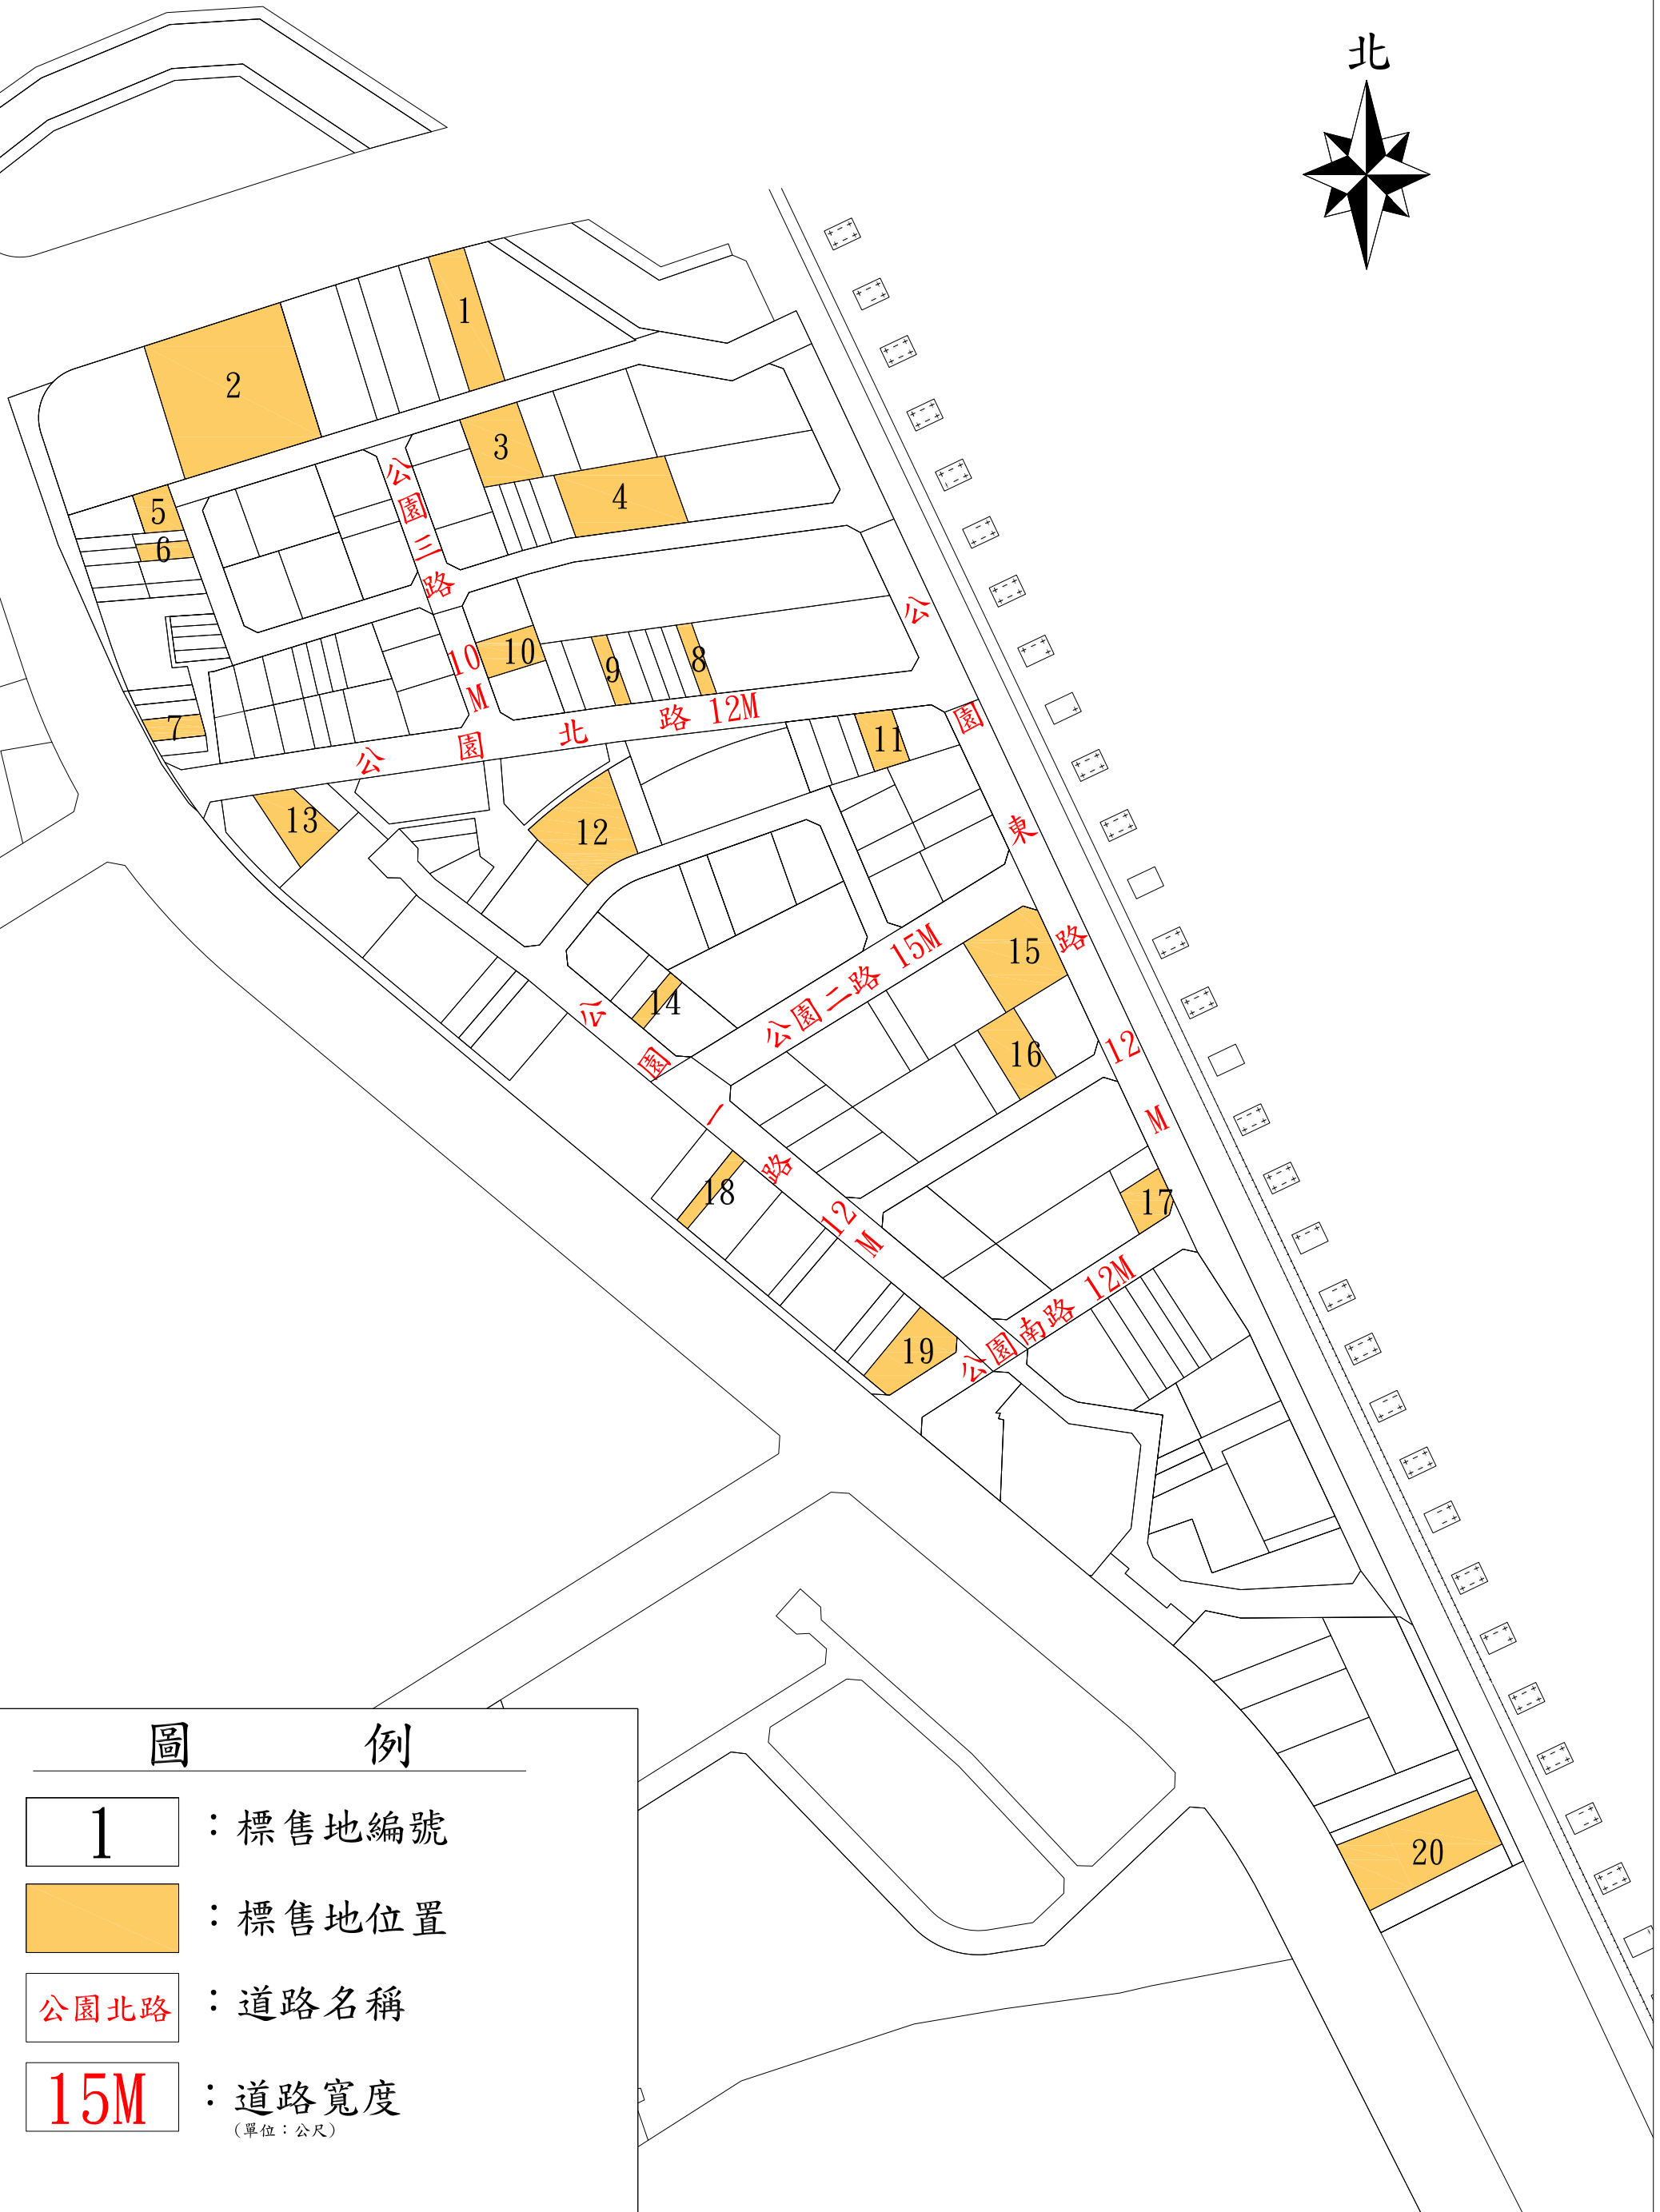 北
1
2
3
4
5
6
7
8
9
10
11
12
13
14
15
16
17
18
19
20
公園三路
10M
公園北路 12M
公園東路 12M
公園二路 15M
公園一路 12M
公園南路 12M
圖例
1：標售地編號
：標售地位置
公園北路：道路名稱
15M：道路寬度
(單位：公尺)